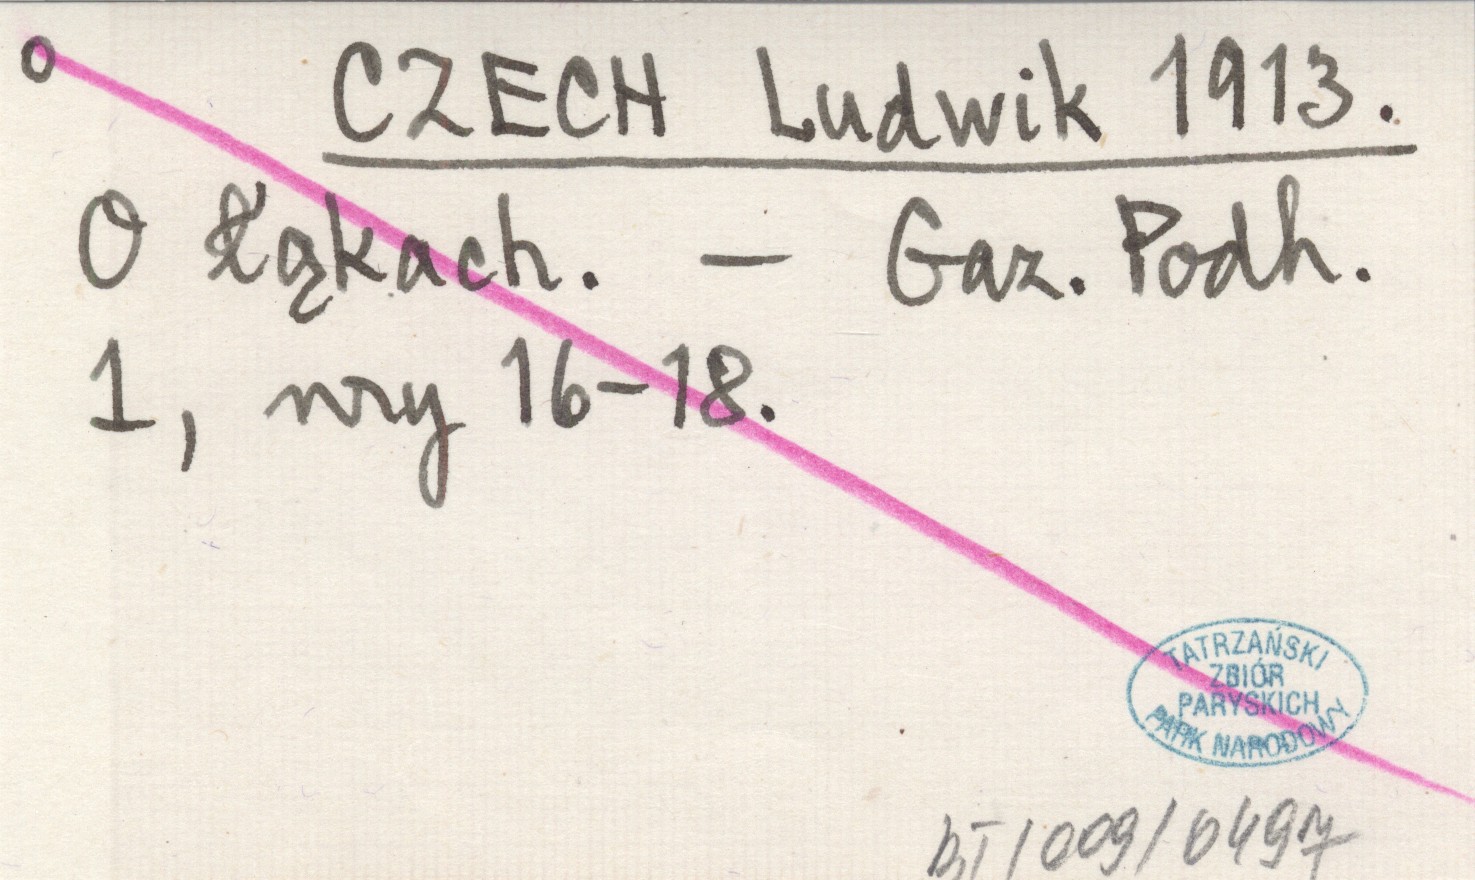 o CZECH Ludwik 1913.
O łąkach. — Gaz. Podh.
1, nry 16-18.
TATRZAŃSKI
ZBIÓR
PARYSKICH
PARK NARODOWY
BT/009/0497